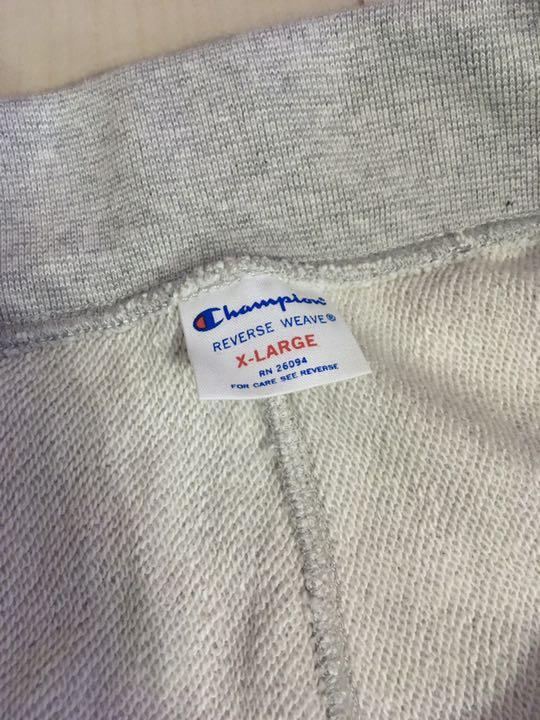 Champion
REVERSE WEAVE®
X-LARGE
RN 26094
FOR CARE SEE REVERSE